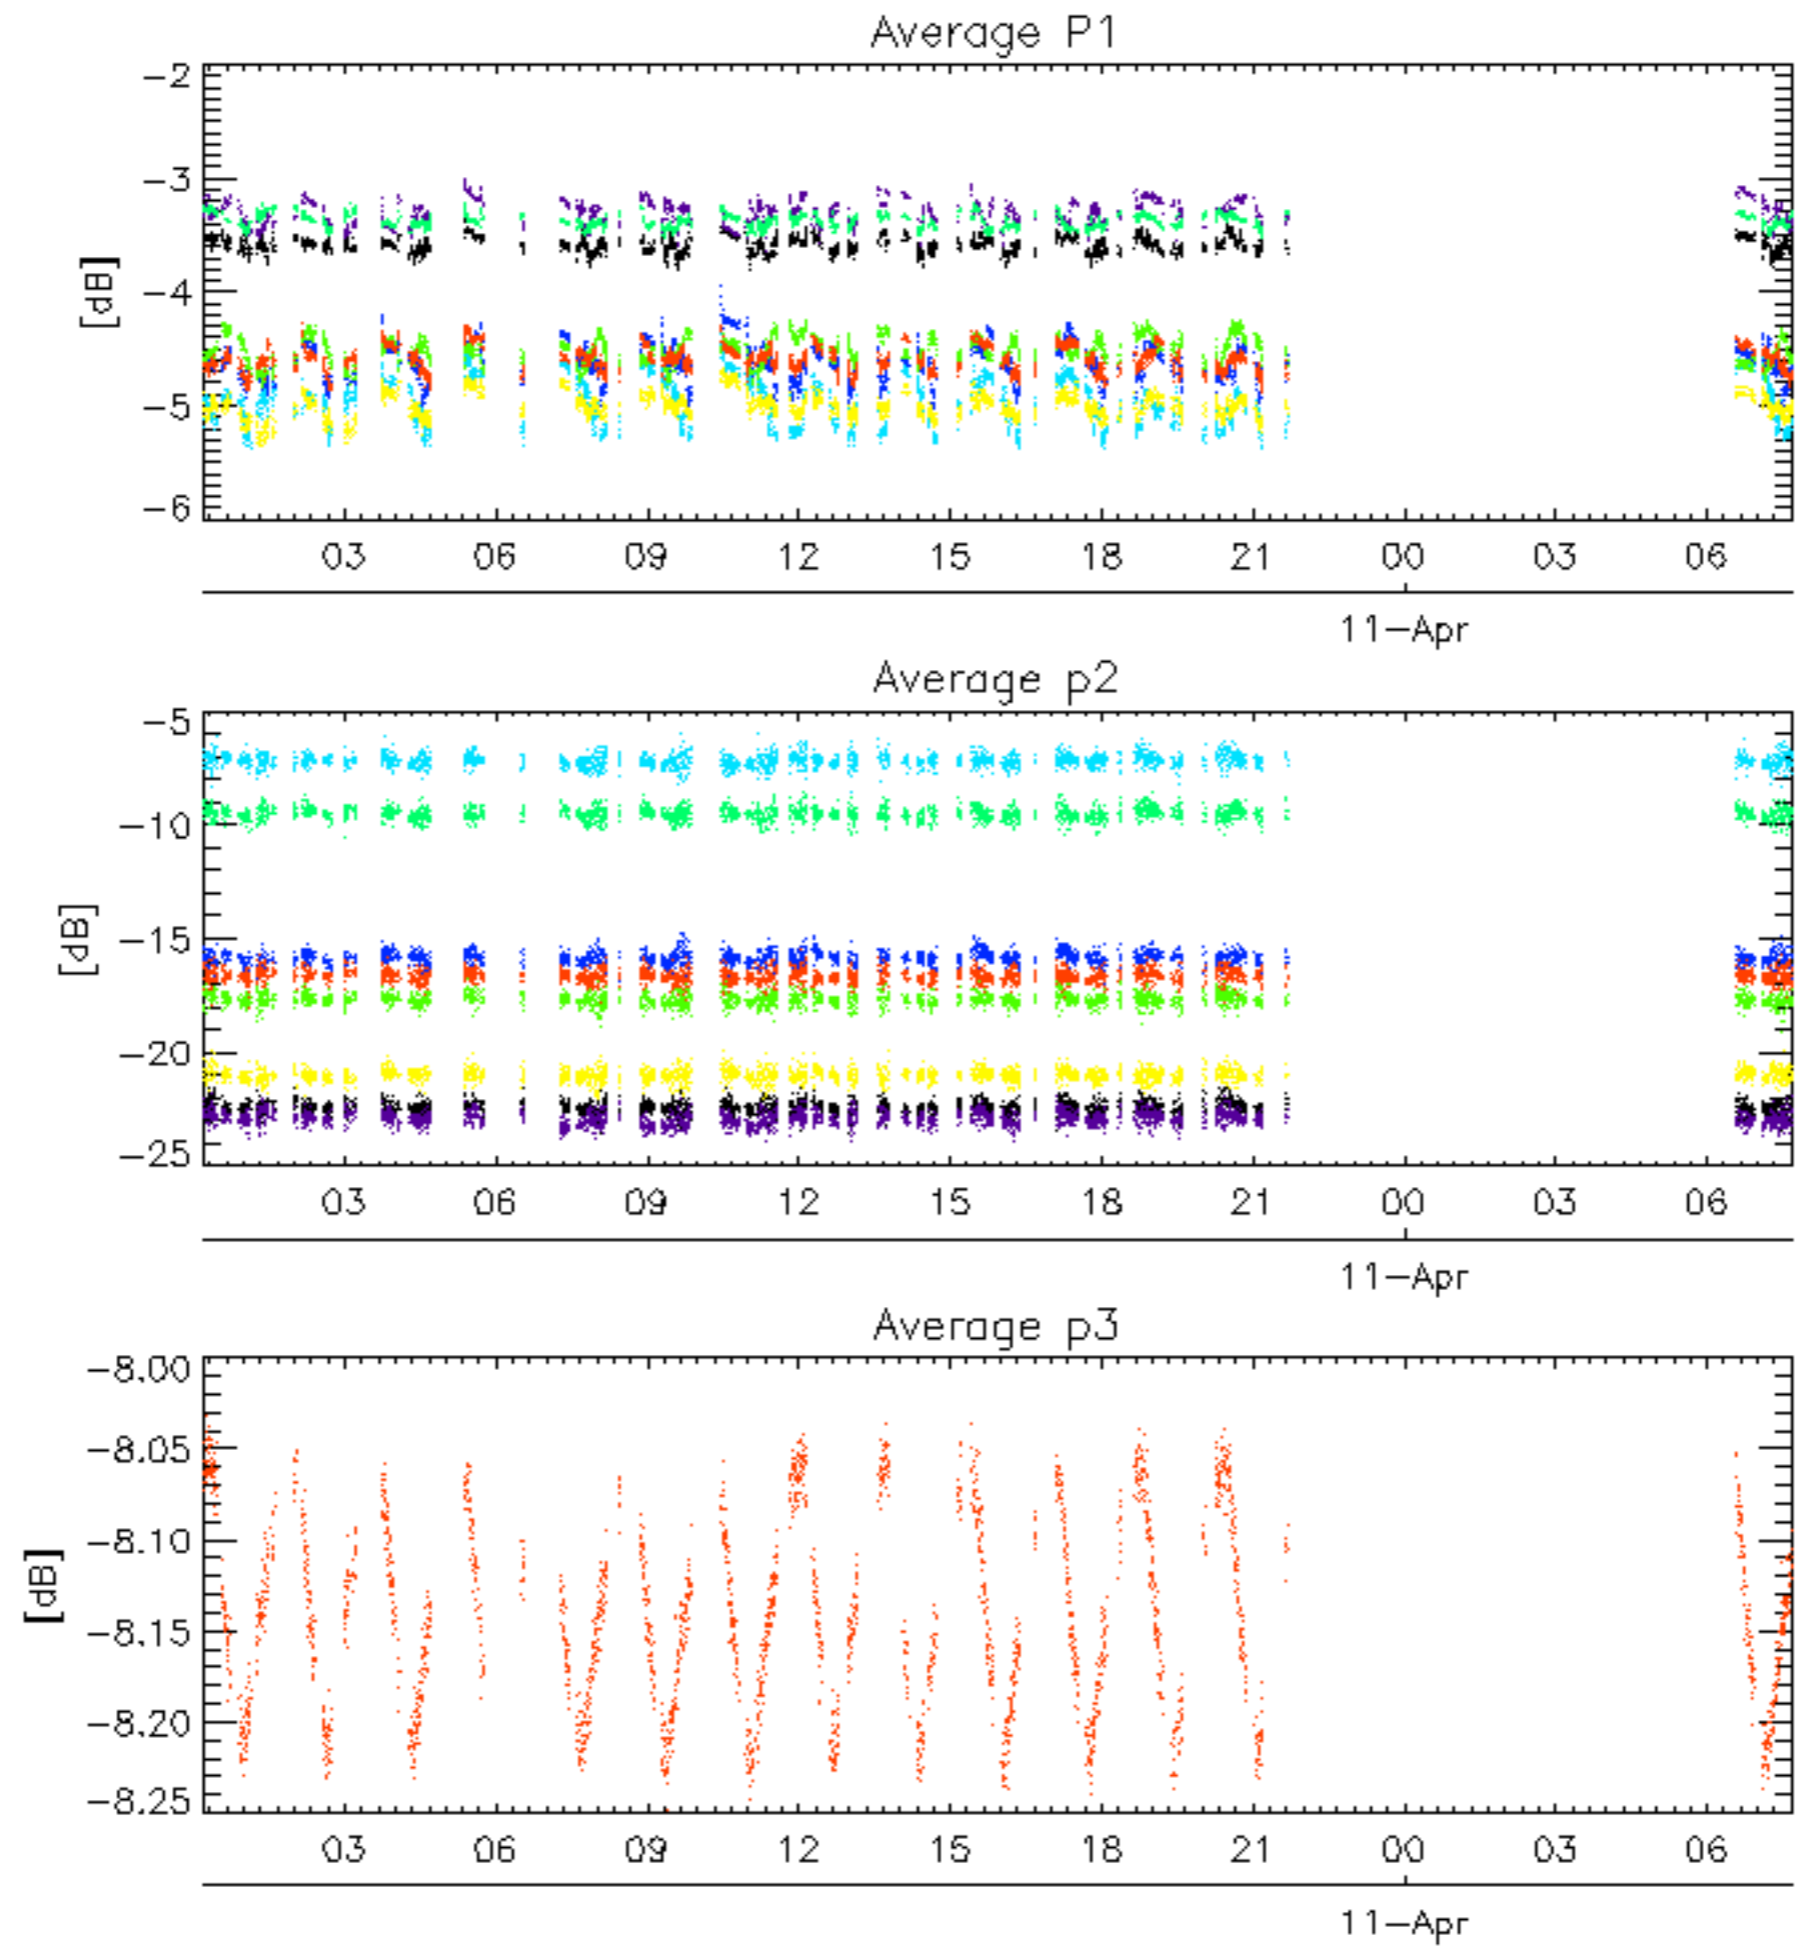 Average P1
[dB]
-2
-3
-4
-5
-6
03 06 09 12 15 18 21 00 03 06
11-Apr
Average p2
[dB]
-5
-10
-15
-20
-25
03 06 09 12 15 18 21 00 03 06
11-Apr
Average p3
[dB]
-8.00
-8.05
-8.10
-8.15
-8.20
-8.25
03 06 09 12 15 18 21 00 03 06
11-Apr